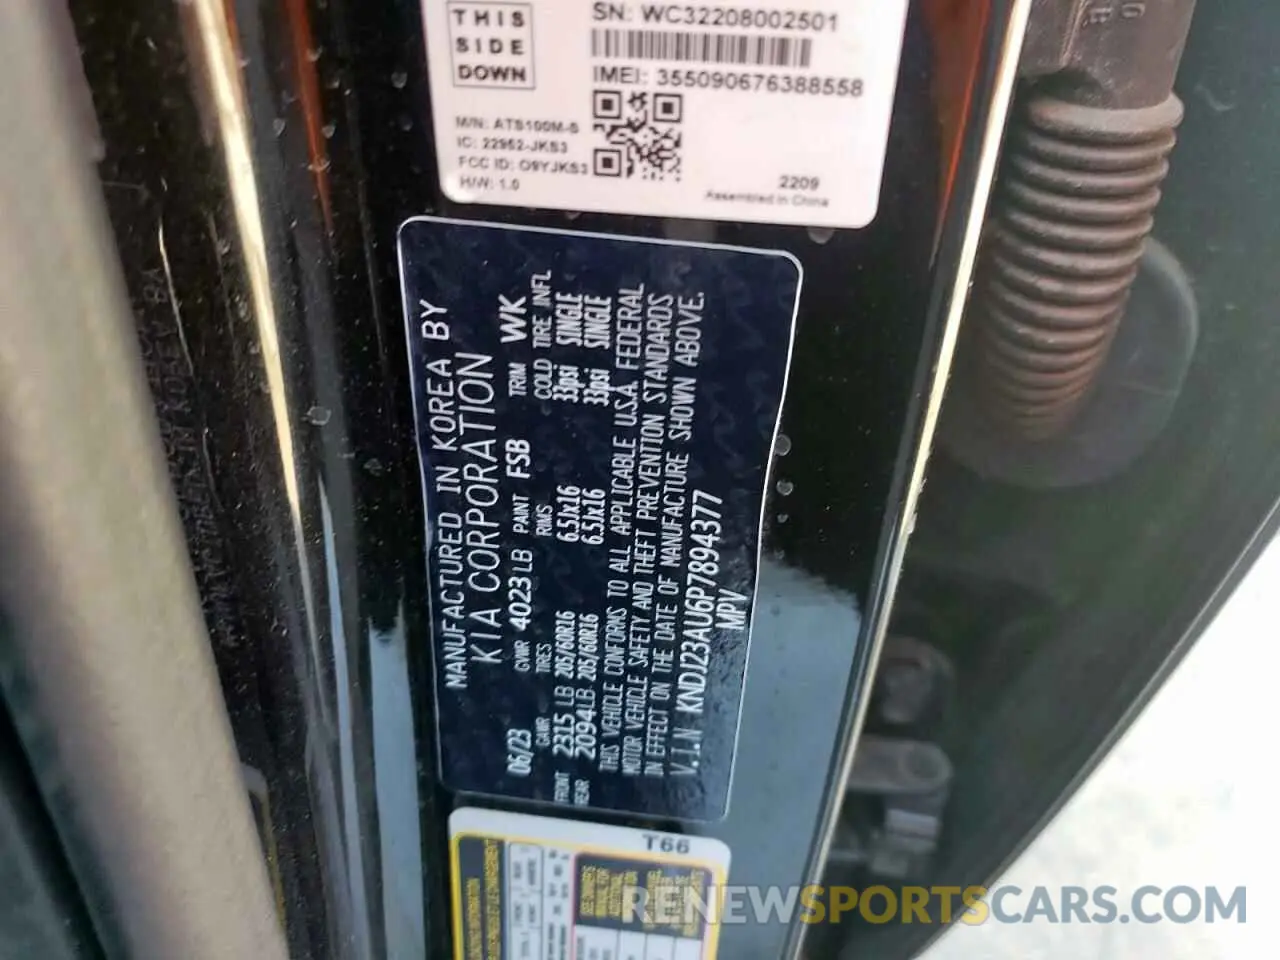 THIS
SIDE
DOWN
SN: WC32208002501
IMEI: 355090676388558
M/N: ATS100M-S
IC: 22952-JKS3
FCC ID: O9YJKS3
H/W: 1.0
2209
Assembled in China
MANUFACTURED IN KOREA BY
KIA CORPORATION
06/23 GVWR 4023LB PAINT FSB TRIM WK
GAWR TIRES RIMS COLD TIRE INFL
FRONT 2315 LB 205/60R16 6.5Jx16 33psi SINGLE
REAR 2094LB 205/60R16 6.5Jx16 33psi SINGLE
THIS VEHICLE CONFORMS TO ALL APPLICABLE U.S.A. FEDERAL
MOTOR VEHICLE SAFETY AND THEFT PREVENTION STANDARDS
IN EFFECT ON THE DATE OF MANUFACTURE SHOWN ABOVE.
V.I.N KNDJ23AU6P7894377
MPV
T66
RENEWSPORTSCARS.COM